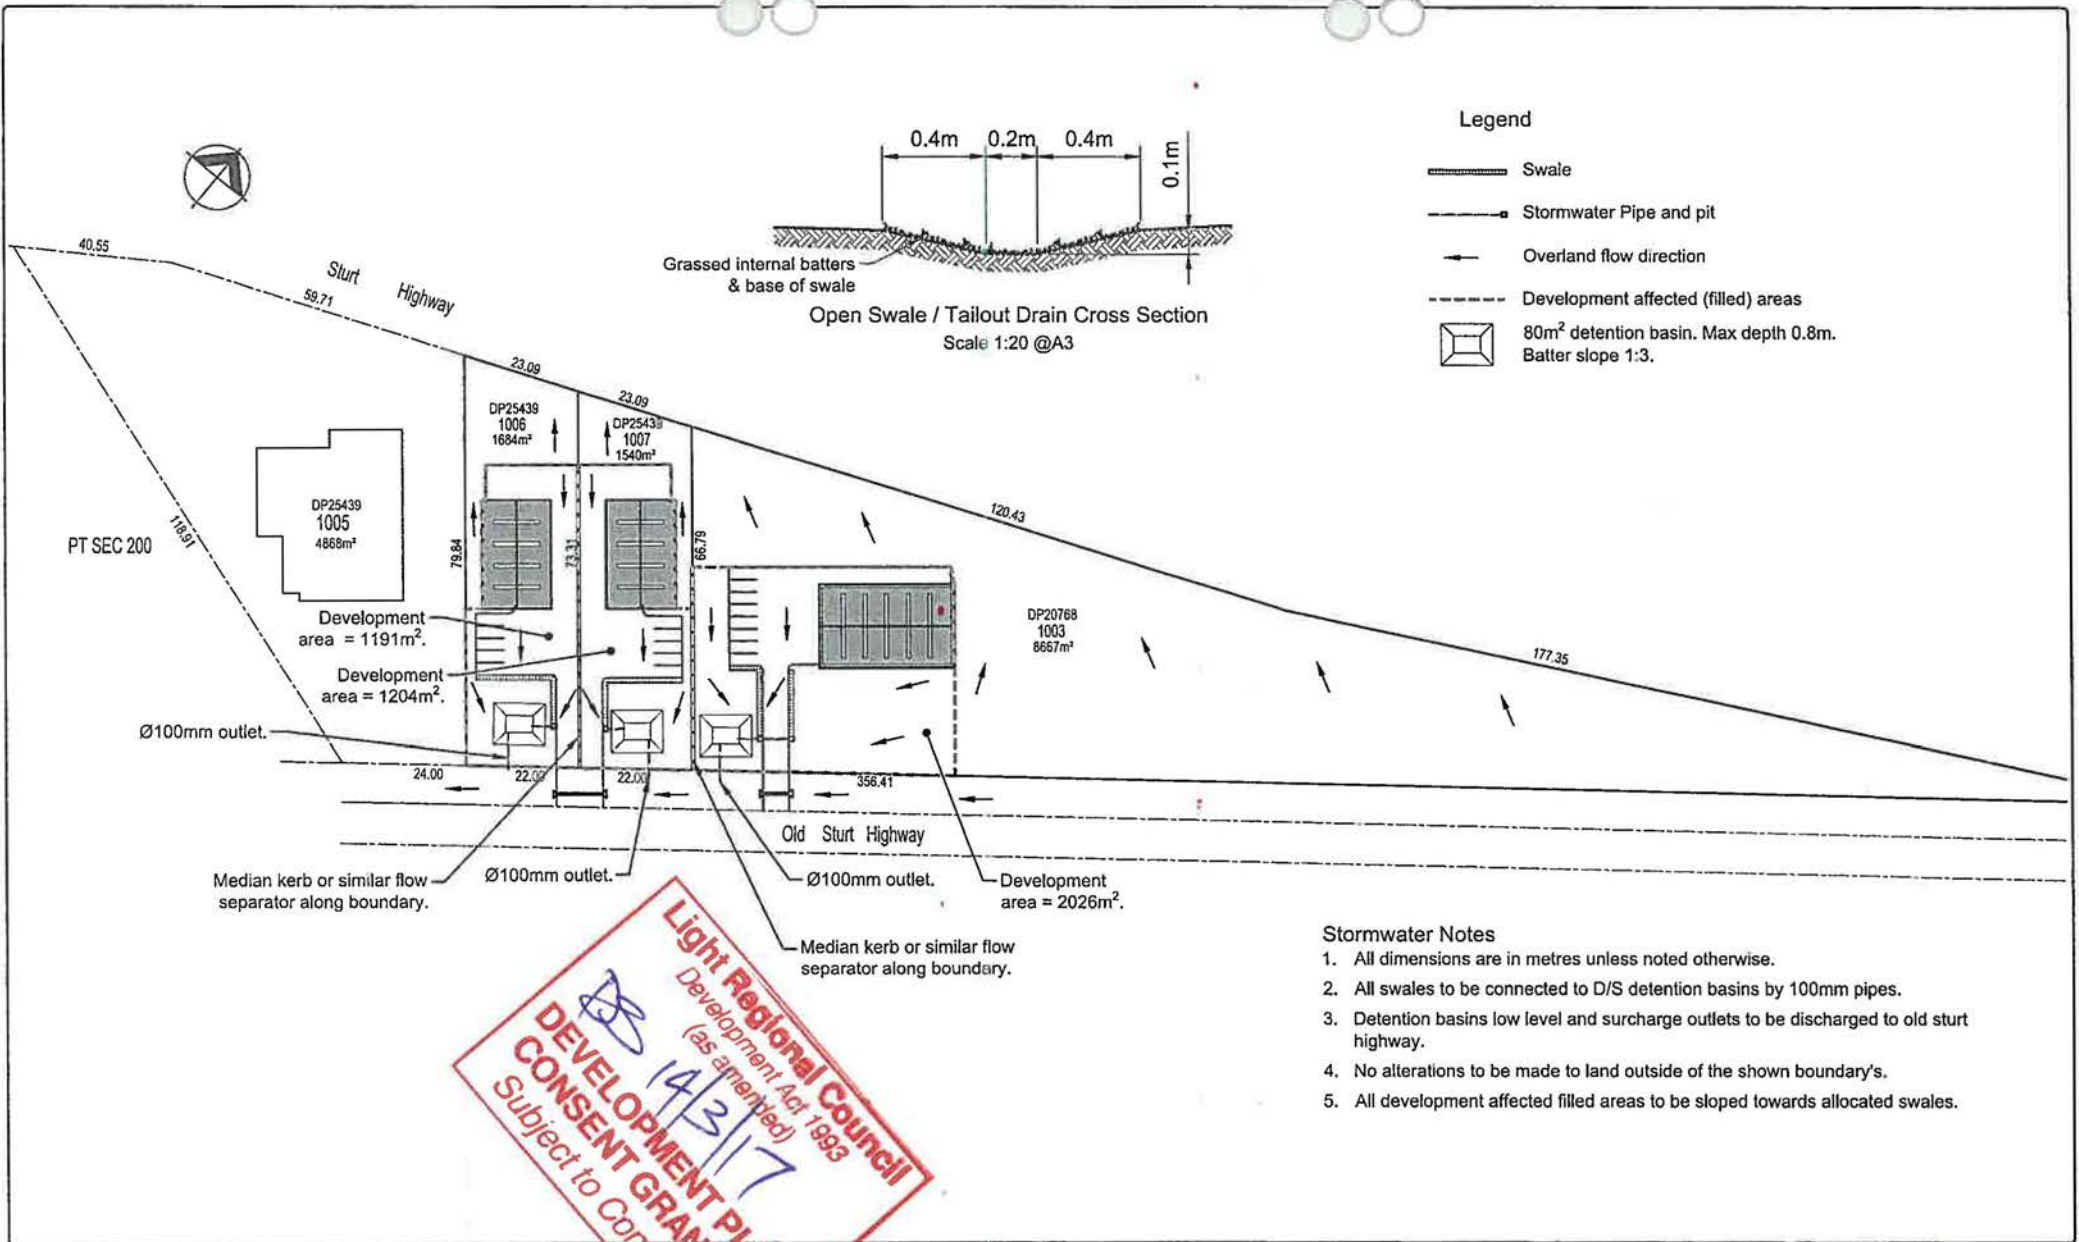 0.4m 0.2m 0.4m
0.1m
Grassed internal batters
& base of swale
Open Swale / Tailout Drain Cross Section
Scale 1:20 @A3
Legend
Swale
Stormwater Pipe and pit
Overland flow direction
Development affected (filled) areas
80m² detention basin. Max depth 0.8m.
Batter slope 1:3.
40.55
59.71
Sturt Highway
23.09
23.09
120.43
177.35
118.91
PT SEC 200
DP25439
1005
4868m²
DP25439
1006
1684m²
DP25439
1007
1540m²
79.84
73.31
66.79
DP20768
1003
8667m²
Development
area = 1191m².
Development
area = 1204m².
Ø100mm outlet.
24.00
22.00
22.00
356.41
Old Sturt Highway
Median kerb or similar flow
separator along boundary.
Ø100mm outlet.
Ø100mm outlet.
Development
area = 2026m².
Median kerb or similar flow
separator along boundary.
Stormwater Notes
1. All dimensions are in metres unless noted otherwise.
2. All swales to be connected to D/S detention basins by 100mm pipes.
3. Detention basins low level and surcharge outlets to be discharged to old sturt
highway.
4. No alterations to be made to land outside of the shown boundary's.
5. All development affected filled areas to be sloped towards allocated swales.
Light Regional Council
Development Act 1993
(as amended)
14/3/17
DEVELOPMENT PL
CONSENT GRAN
Subject to Con